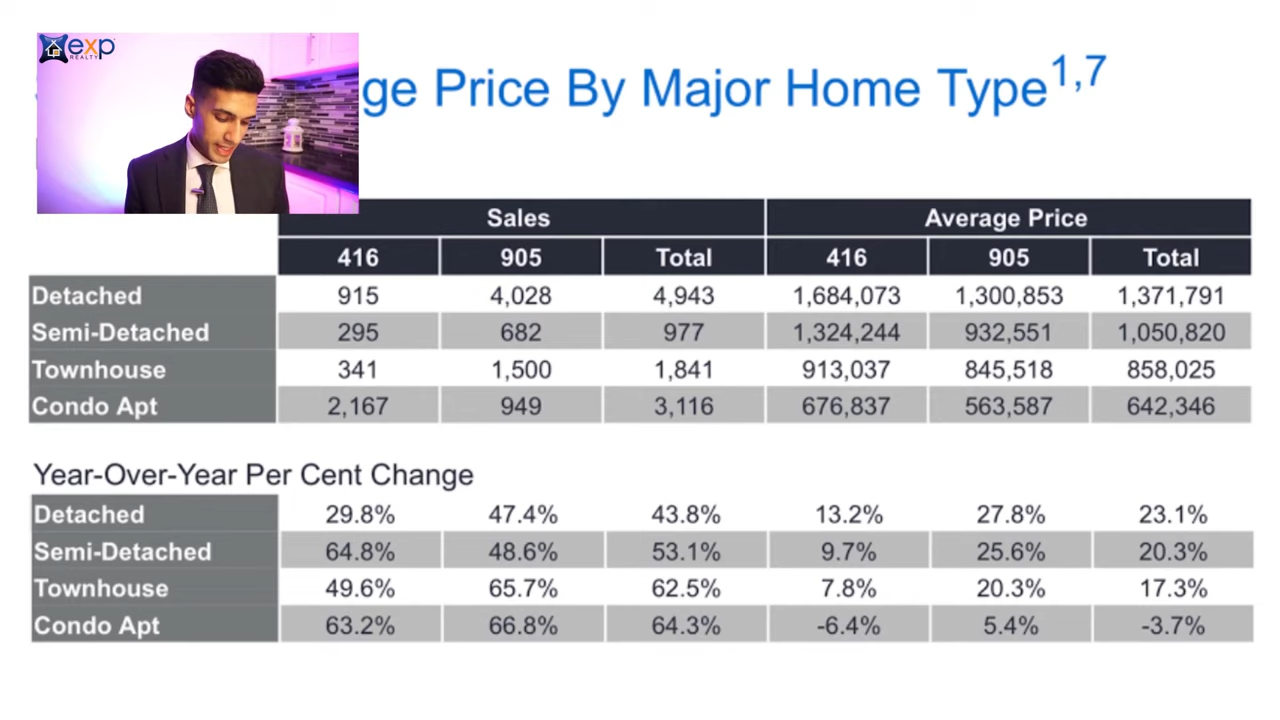 exp
REALTY
ge Price By Major Home Type1,7
Sales Average Price
416 905 Total 416 905 Total
Detached 915 4,028 4,943 1,684,073 1,300,853 1,371,791
Semi-Detached 295 682 977 1,324,244 932,551 1,050,820
Townhouse 341 1,500 1,841 913,037 845,518 858,025
Condo Apt 2,167 949 3,116 676,837 563,587 642,346
Year-Over-Year Per Cent Change
Detached 29.8% 47.4% 43.8% 13.2% 27.8% 23.1%
Semi-Detached 64.8% 48.6% 53.1% 9.7% 25.6% 20.3%
Townhouse 49.6% 65.7% 62.5% 7.8% 20.3% 17.3%
Condo Apt 63.2% 66.8% 64.3% -6.4% 5.4% -3.7%